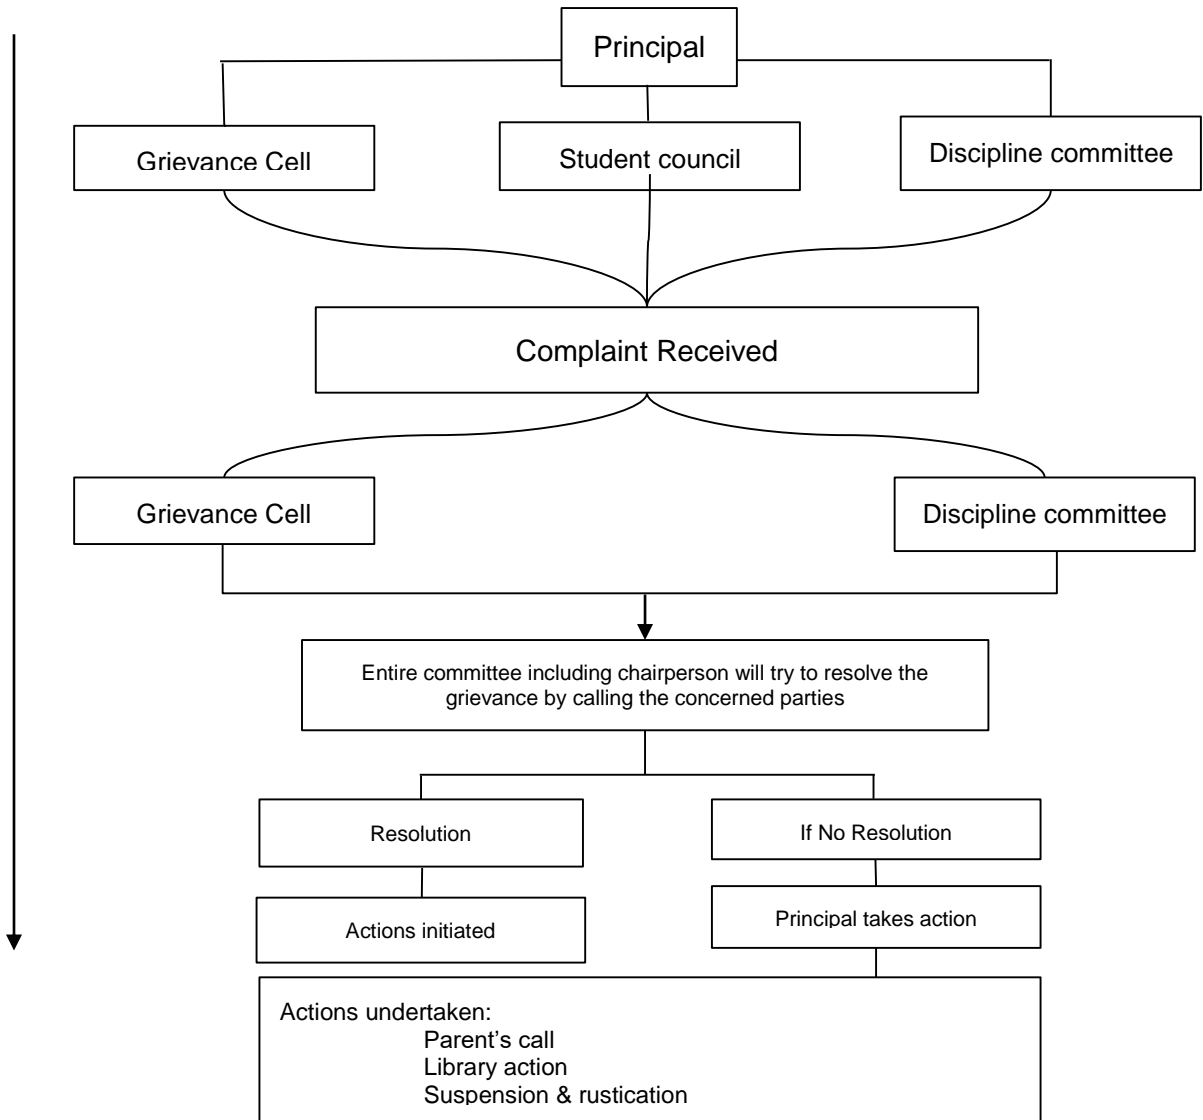 Principal
Grievance Cell
Student council
Discipline committee
Complaint Received
Grievance Cell
Discipline committee
Entire committee including chairperson will try to resolve the
grievance by calling the concerned parties
Resolution
If No Resolution
Actions initiated
Principal takes action
Actions undertaken:
Parent’s call
Library action
Suspension & rustication